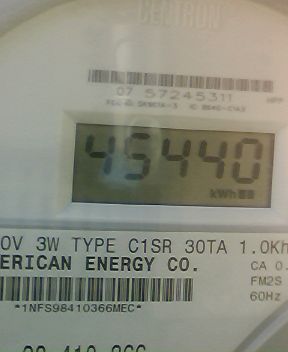 CENTRON
07 57245311
45440
kWh
0V 3W TYPE C1SR 30TA 1.0Kh
ERICAN ENERGY CO.
CA 0.
FM2S
60Hz
*1NFS98410366MEC*